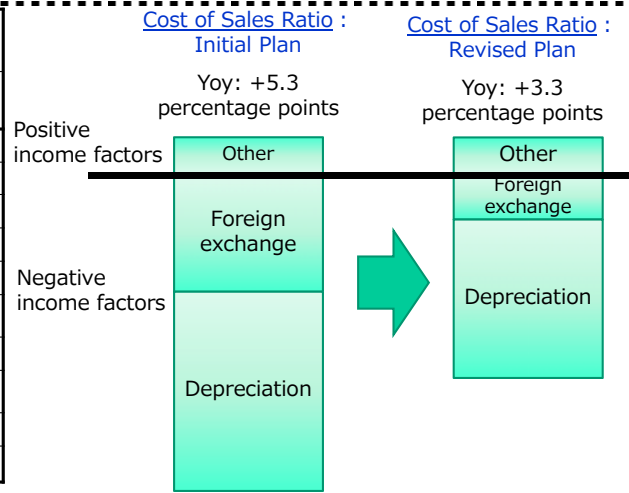 Cost of Sales Ratio :
Initial Plan
Yoy: +5.3
percentage points
Cost of Sales Ratio :
Revised Plan
Yoy: +3.3
percentage points
Positive
income factors
Negative
income factors
Other
Foreign
exchange
Depreciation
Other
Foreign
exchange
Depreciation